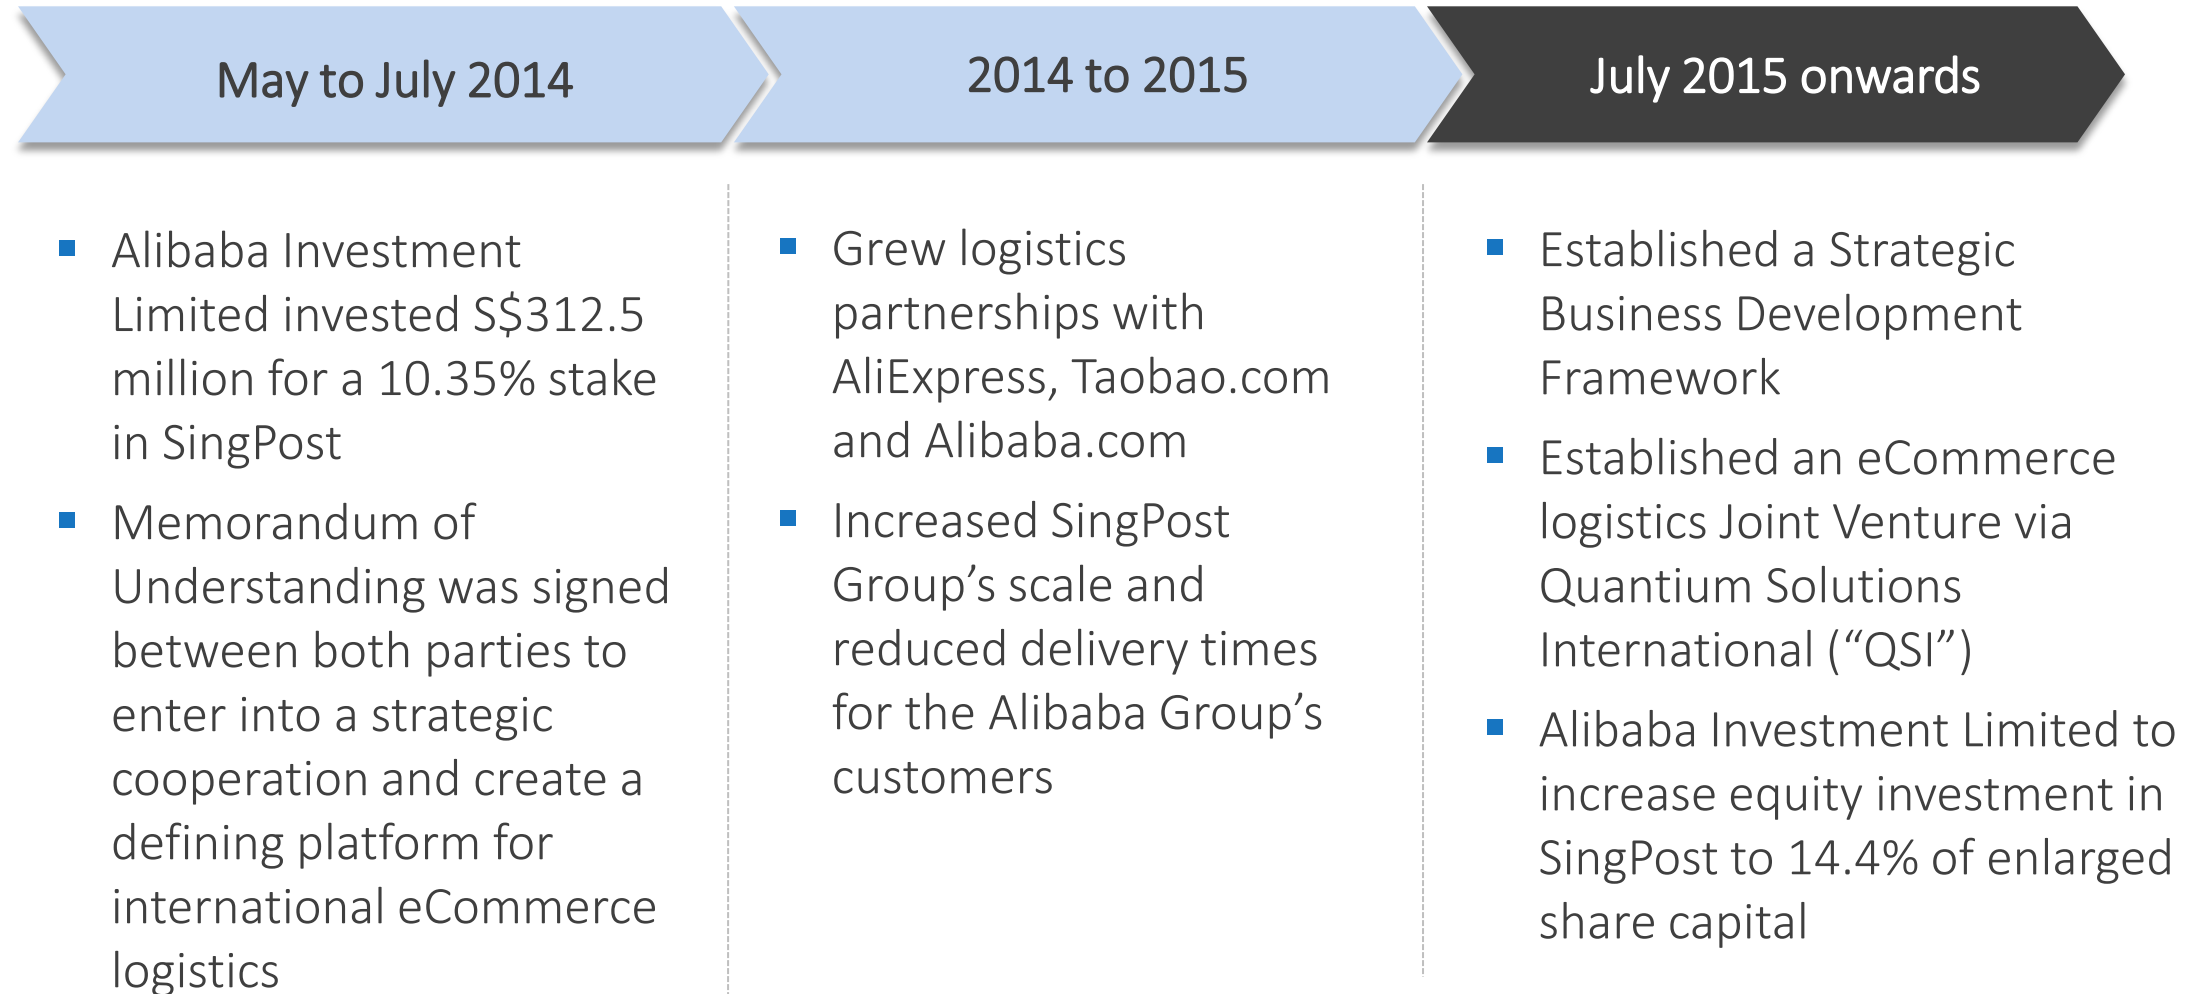 May to July 2014
Alibaba Investment
Limited invested S$312.5
million for a 10.35% stake
in SingPost
Memorandum of
Understanding was signed
between both parties to
enter into a strategic
cooperation and create a
defining platform for
international eCommerce
logistics
2014 to 2015
Grew logistics
partnerships with
AliExpress, Taobao.com
and Alibaba.com
Increased SingPost
Group’s scale and
reduced delivery times
for the Alibaba Group’s
customers
July 2015 onwards
Established a Strategic
Business Development
Framework
Established an eCommerce
logistics Joint Venture via
Quantium Solutions
International (“QSI”)
Alibaba Investment Limited to
increase equity investment in
SingPost to 14.4% of enlarged
share capital